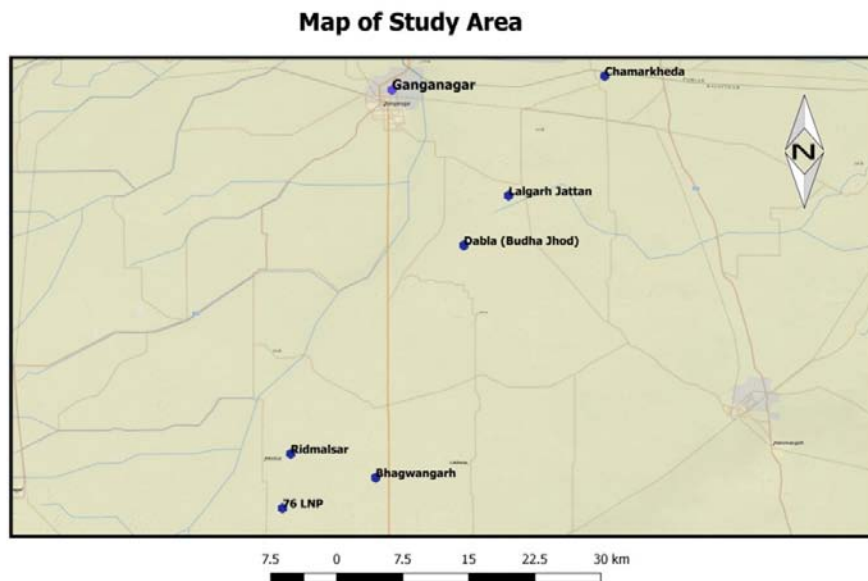 Map of Study Area
Chamarkheda
Ganganagar
N
Lalgarh Jattan
Dabla (Budha Jhod)
Ridmalsar
Bhagwangarh
76 LNP
7.5 0 7.5 15 22.5 30 km